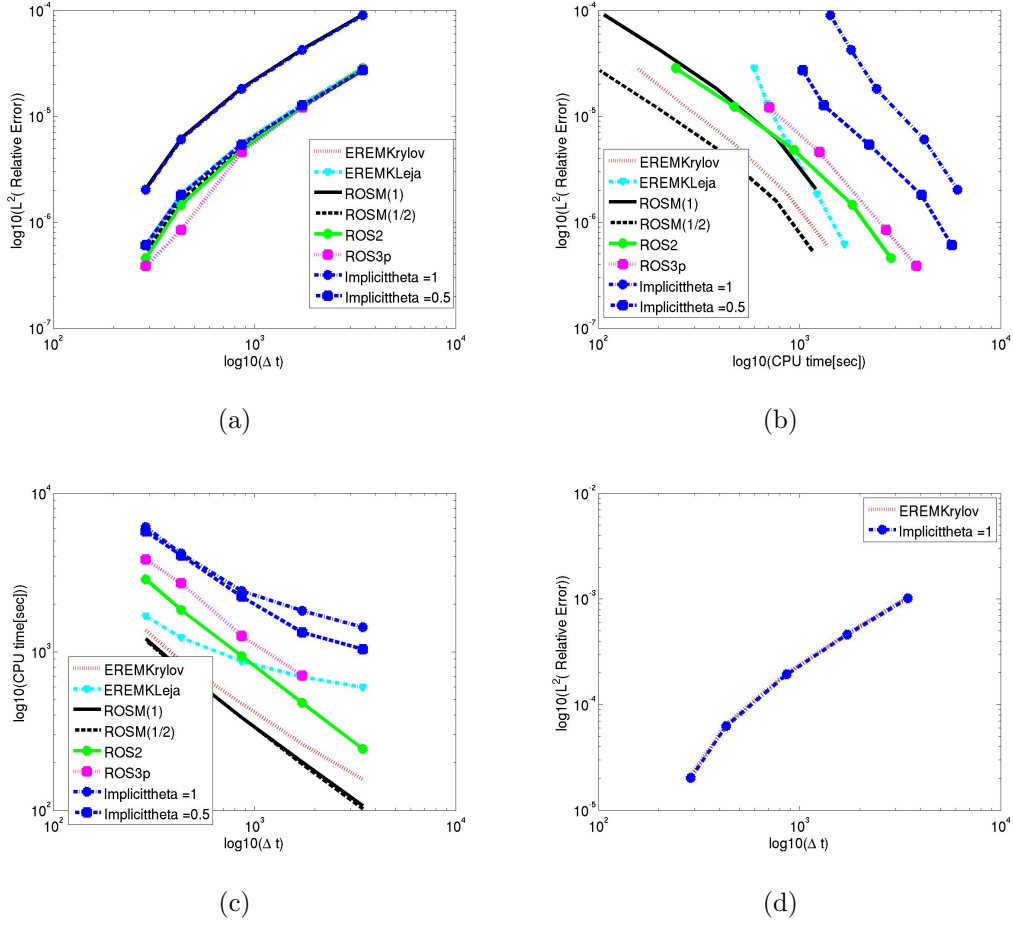 10^-4
10^-5
10^-6
10^-7
log10(L^2( Relative Error))
EREMKrylov
EREMKLeja
ROSM(1)
ROSM(1/2)
ROS2
ROS3p
Implicittheta =1
Implicittheta =0.5
10^2
10^3
10^4
log10(Δ t)
(a)
10^-4
10^-5
10^-6
10^-7
log10(L^2( Relative Error))
EREMKrylov
EREMKLeja
ROSM(1)
ROSM(1/2)
ROS2
ROS3p
Implicittheta =1
Implicittheta =0.5
10^2
10^3
10^4
log10(CPU time[sec])
(b)
10^4
10^3
10^2
log10(CPU time[sec]))
EREMKrylov
EREMKLeja
ROSM(1)
ROSM(1/2)
ROS2
ROS3p
Implicittheta =1
Implicittheta =0.5
10^2
10^3
10^4
log10(Δ t)
(c)
10^-2
10^-3
10^-4
10^-5
log10(L^2( Relative Error))
EREMKrylov
Implicittheta =1
10^2
10^3
10^4
log10(Δ t)
(d)